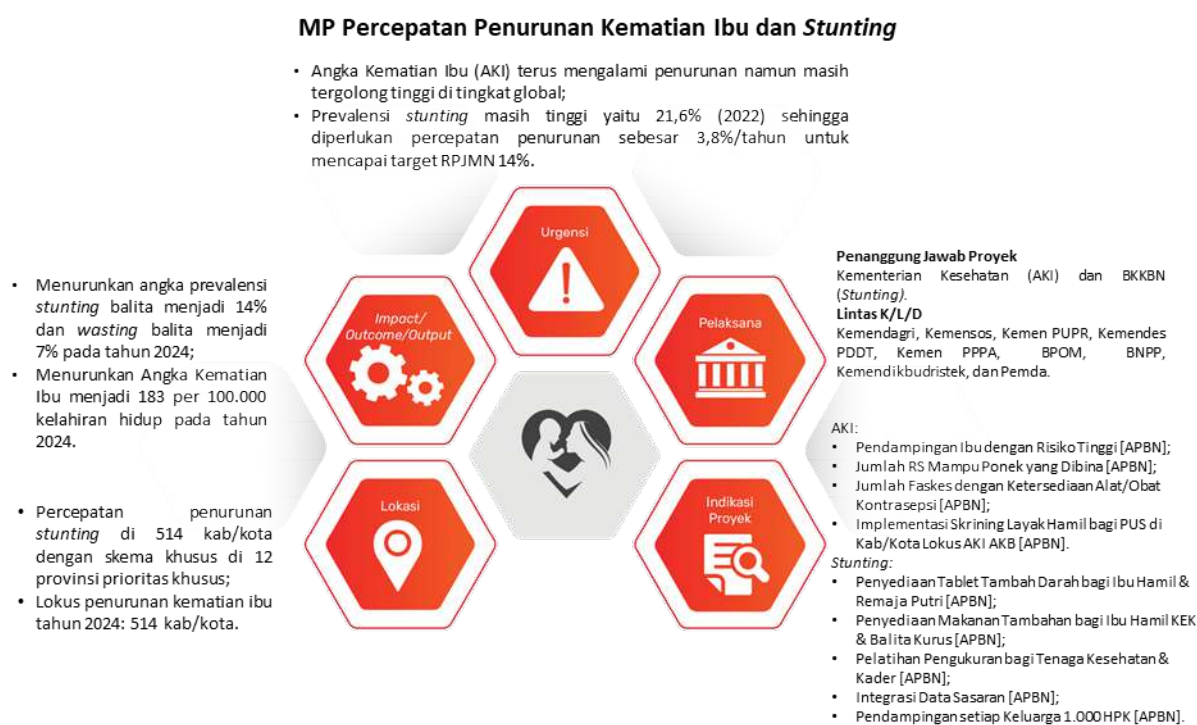 MP Percepatan Penurunan Kematian Ibu dan Stunting
• Angka Kematian Ibu (AKI) terus mengalami penurunan namun masih
tergolong tinggi di tingkat global;
• Prevalensi stunting masih tinggi yaitu 21,6% (2022) sehingga
diperlukan percepatan penurunan sebesar 3,8%/tahun untuk
mencapai target RPJMN 14%.
Urgensi
• Menurunkan angka prevalensi
stunting balita menjadi 14%
dan wasting balita menjadi
7% pada tahun 2024;
• Menurunkan Angka Kematian
Ibu menjadi 183 per 100.000
kelahiran hidup pada tahun
2024.
Impact/
Outcome/Output
Pelaksana
Penanggung Jawab Proyek
Kementerian Kesehatan (AKI) dan BKKBN
(Stunting).
Lintas K/L/D
Kemendagri, Kemensos, Kemen PUPR, Kemendes
PDDT, Kemen PPPA, BPOM, BNPP,
Kemendikbudristek, dan Pemda.
• Percepatan penurunan
stunting di 514 kab/kota
dengan skema khusus di 12
provinsi prioritas khusus;
• Lokus penurunan kematian ibu
tahun 2024: 514 kab/kota.
Lokasi
Indikasi
Proyek
AKI:
• Pendampingan Ibu dengan Risiko Tinggi [APBN];
• Jumlah RS Mampu Ponek yang Dibina [APBN];
• Jumlah Faskes dengan Ketersediaan Alat/Obat
Kontrasepsi [APBN];
• Implementasi Skrining Layak Hamil bagi PUS di
Kab/Kota Lokus AKI AKB [APBN].
Stunting:
• Penyediaan Tablet Tambah Darah bagi Ibu Hamil &
Remaja Putri [APBN];
• Penyediaan Makanan Tambahan bagi Ibu Hamil KEK
& Balita Kurus [APBN];
• Pelatihan Pengukuran bagi Tenaga Kesehatan &
Kader [APBN];
• Integrasi Data Sasaran [APBN];
• Pendampingan setiap Keluarga 1.000 HPK [APBN].